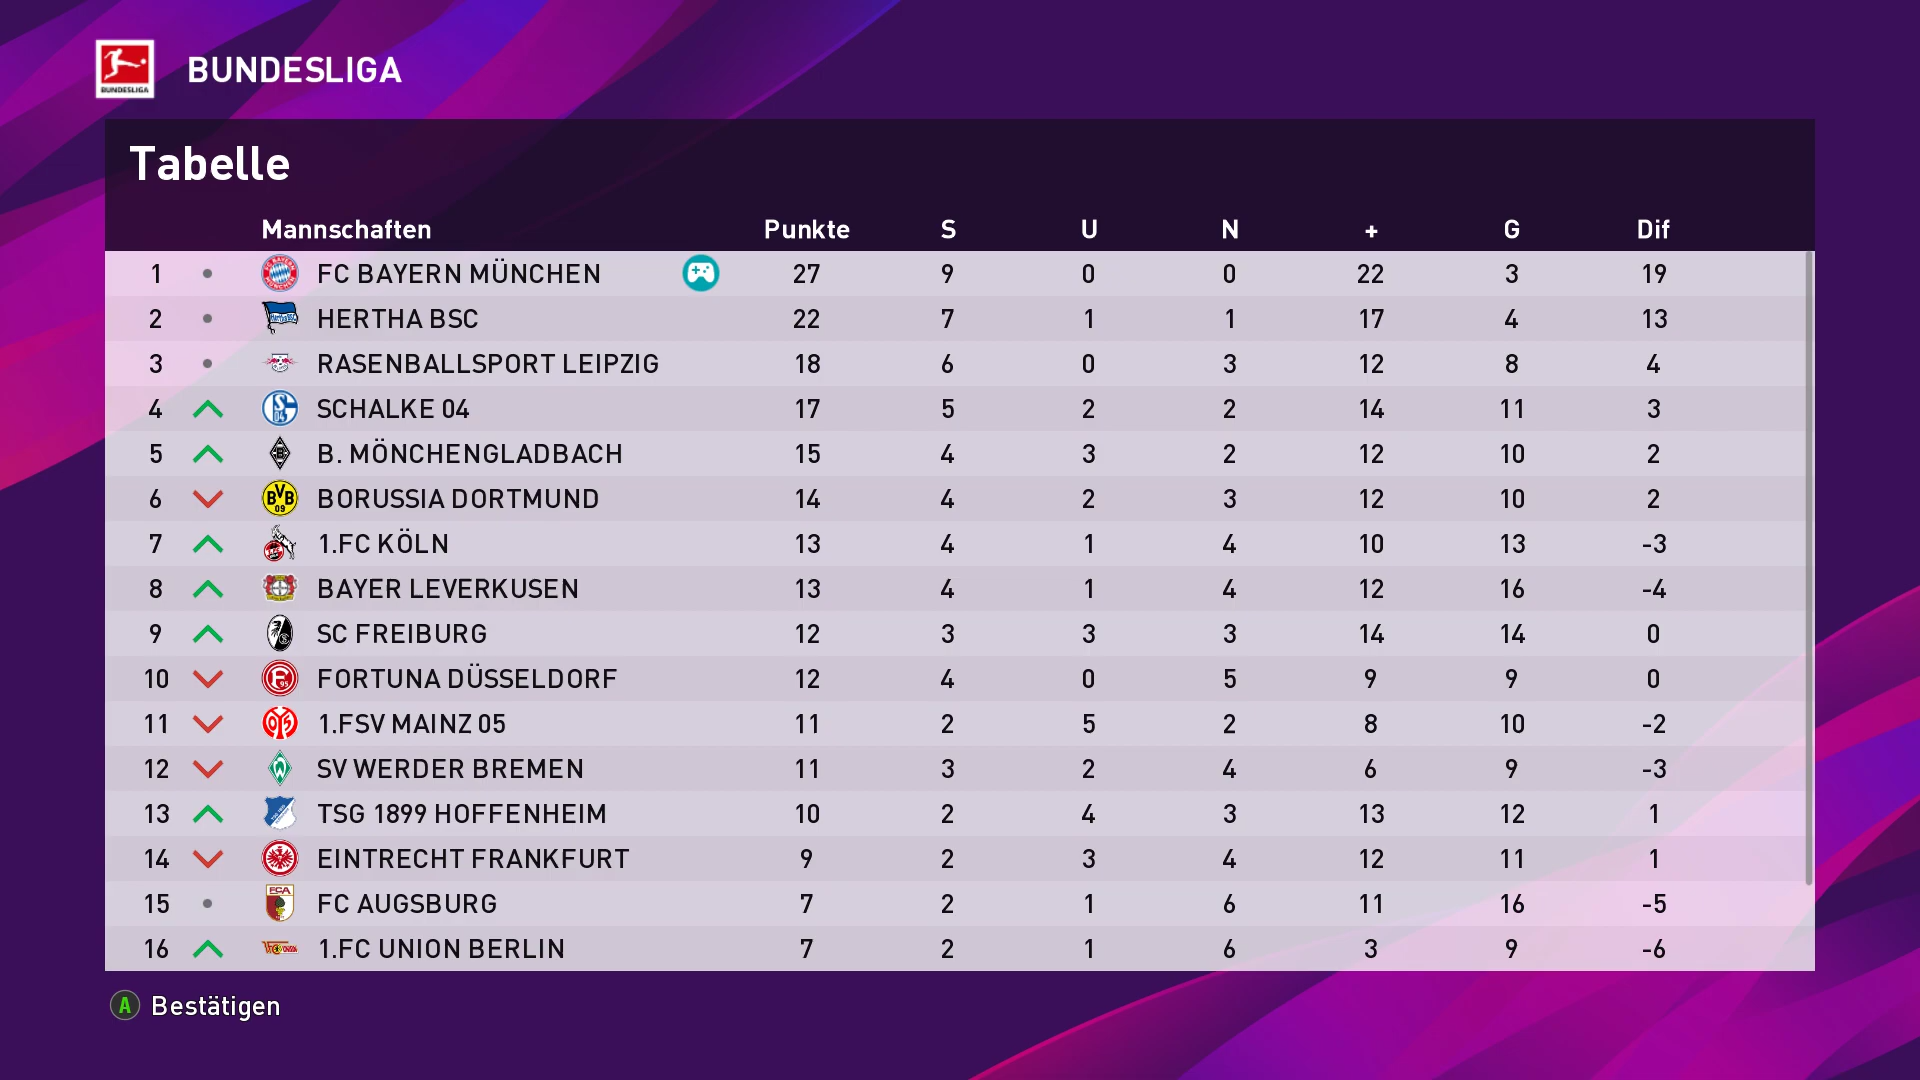 BUNDESLIGA
BUNDESLIGA
Tabelle
Mannschaften Punkte S U N + G Dif
1 FC BAYERN MÜNCHEN 27 9 0 0 22 3 19
2 HERTHA BSC 22 7 1 1 17 4 13
3 RASENBALLSPORT LEIPZIG 18 6 0 3 12 8 4
4 SCHALKE 04 17 5 2 2 14 11 3
5 B. MÖNCHENGLADBACH 15 4 3 2 12 10 2
6 BVB 09 BORUSSIA DORTMUND 14 4 2 3 12 10 2
7 1.FC KÖLN 13 4 1 4 10 13 -3
8 BAYER LEVERKUSEN 13 4 1 4 12 16 -4
9 SC FREIBURG 12 3 3 3 14 14 0
10 F95 FORTUNA DÜSSELDORF 12 4 0 5 9 9 0
11 1.FSV MAINZ 05 11 2 5 2 8 10 -2
12 W SV WERDER BREMEN 11 3 2 4 6 9 -3
13 TSG 1899 HOFFENHEIM 10 2 4 3 13 12 1
14 EINTRECHT FRANKFURT 9 2 3 4 12 11 1
15 FCA FC AUGSBURG 7 2 1 6 11 16 -5
16 1.FC UNION BERLIN 7 2 1 6 3 9 -6
A Bestätigen